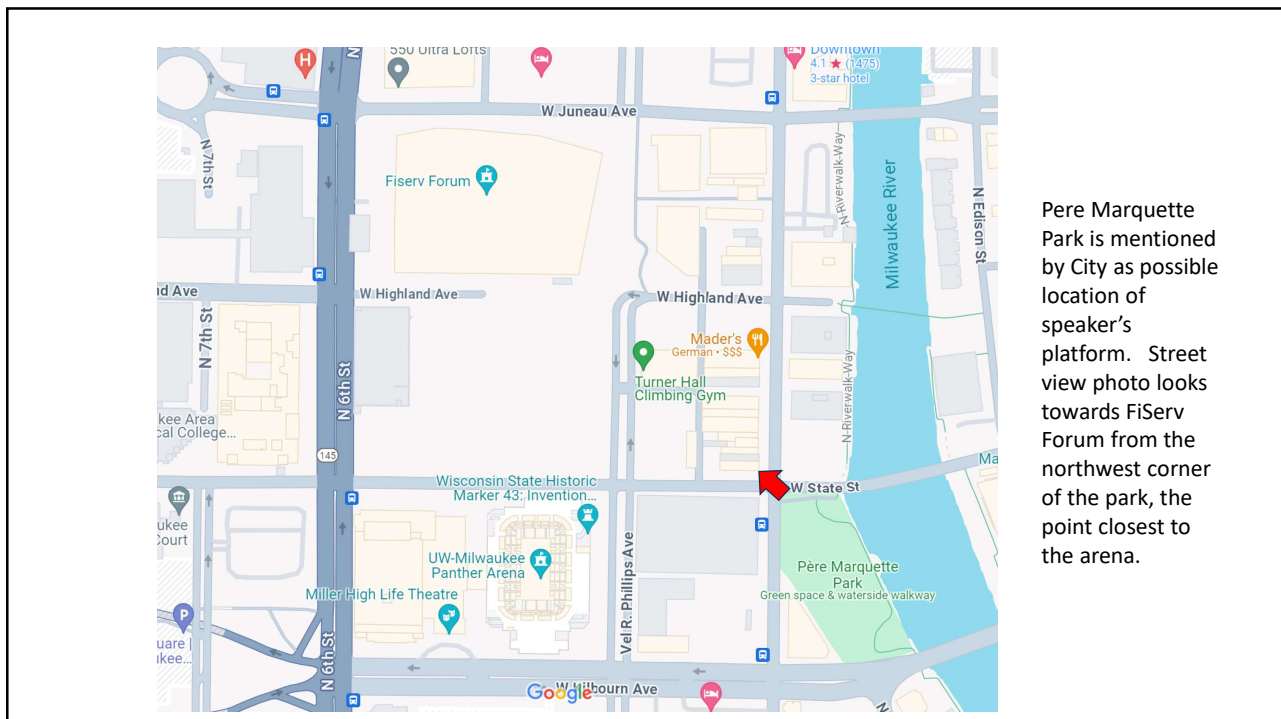 N
550 Ultra Lofts
H
Downtown
4.1 ★ (1475)
3-star hotel
W Juneau Ave
N 7th St
Fiserv Forum
N-Riverwalk-Way
Milwaukee River
N Edison St
nd Ave
W Highland Ave
W Highland Ave
N 7th St
N 6th St
Mader's
German • $$$
Turner Hall
Climbing Gym
N-Riverwalk-Way
kee Area
cal College...
145
Wisconsin State Historic
Marker 43: Invention...
W State St
Ma
ukee
Court
UW-Milwaukee
Panther Arena
Vel R. Phillips Ave
Père Marquette
Park
Green space & waterside walkway
Miller High Life Theatre
P
quare |
ukee...
N 6th St
Google
W Kilbourn Ave
N
Pere Marquette
Park is mentioned
by City as possible
location of
speaker’s
platform. Street
view photo looks
towards FiServ
Forum from the
northwest corner
of the park, the
point closest to
the arena.